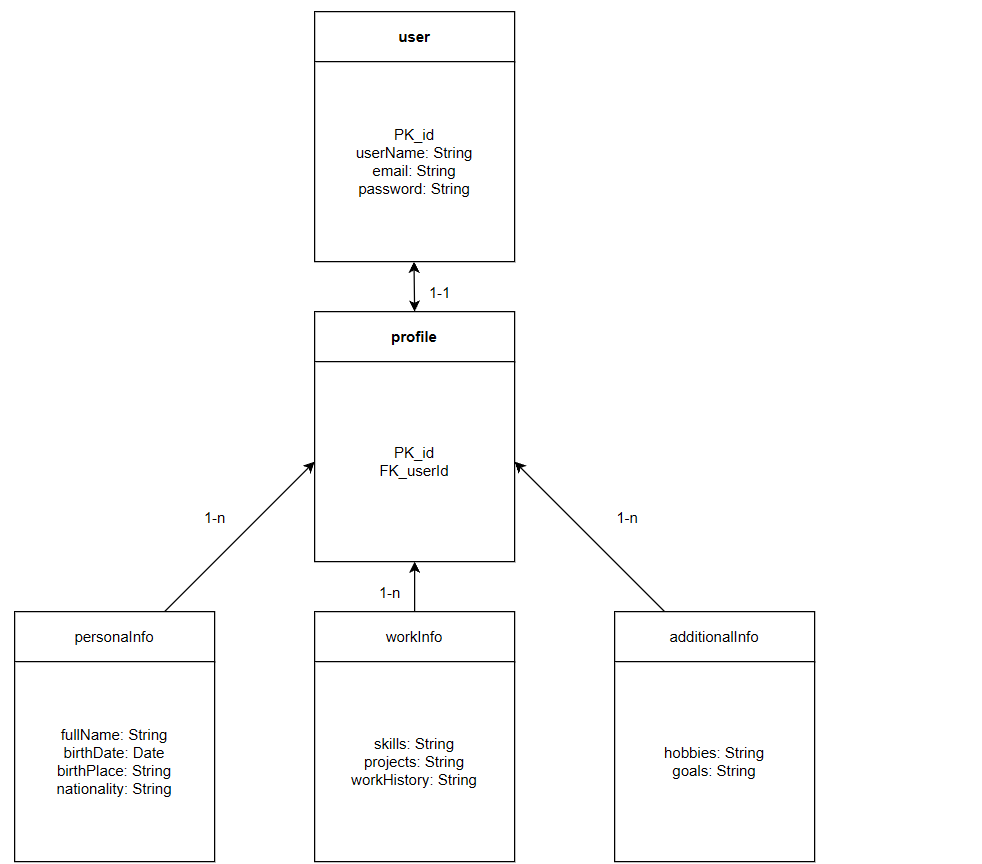 user
PK_id
userName: String
email: String
password: String
1-1
profile
PK_id
FK_userId
1-n
1-n
1-n
personaInfo
fullName: String
birthDate: Date
birthPlace: String
nationality: String
workInfo
skills: String
projects: String
workHistory: String
additionalInfo
hobbies: String
goals: String